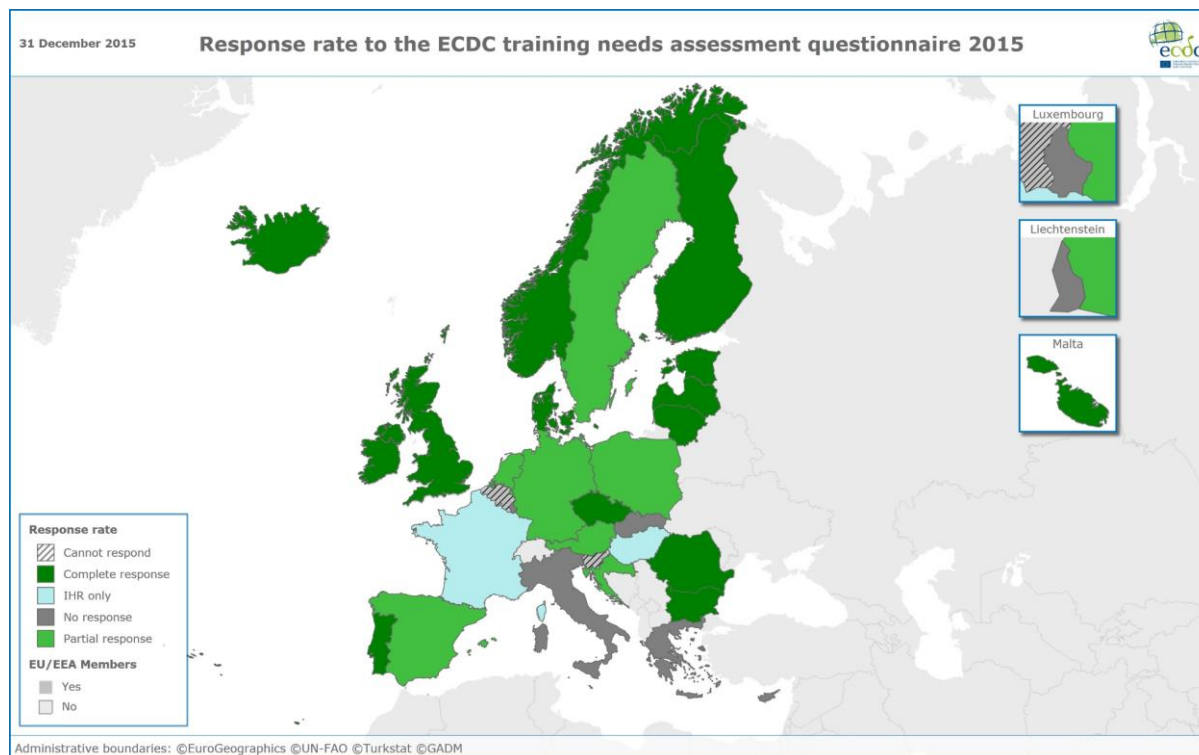 31 December 2015
Response rate to the ECDC training needs assessment questionnaire 2015
ecdc
Luxembourg
Liechtenstein
Malta
Response rate
Cannot respond
Complete response
IHR only
No response
Partial response
EU/EEA Members
Yes
No
Administrative boundaries: ©EuroGeographics ©UN-FAO ©Turkstat ©GADM